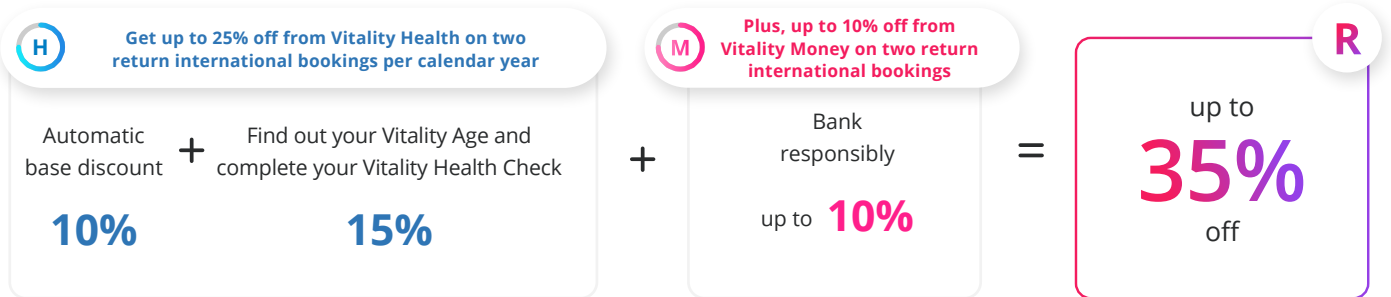 H
Get up to 25% off from Vitality Health on two
return international bookings per calendar year
Automatic
base discount
10%
+
Find out your Vitality Age and
complete your Vitality Health Check
15%
+
M
Plus, up to 10% off from
Vitality Money on two return
international bookings
Bank
responsibly
up to 10%
=
R
up to
35%
off